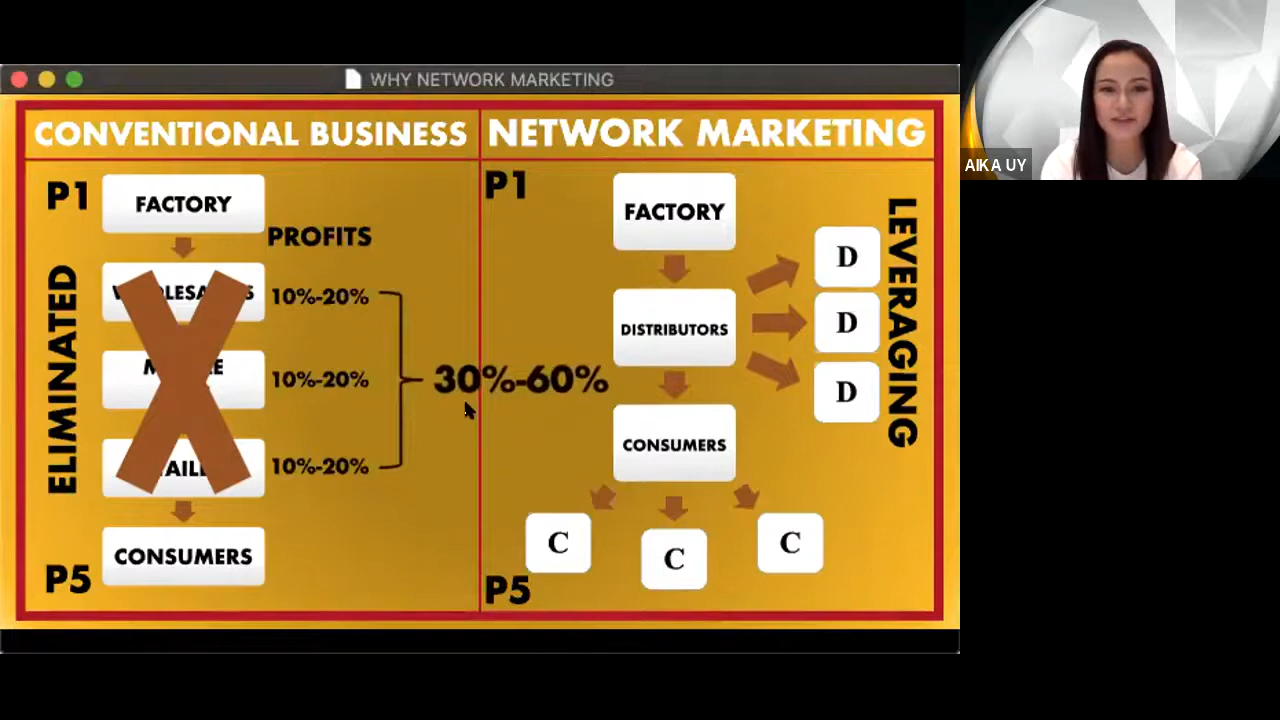 WHY NETWORK MARKETING
AIKA UY
CONVENTIONAL BUSINESS
P1
FACTORY
PROFITS
ELIMINATED
10%-20%
10%-20%
10%-20%
30%-60%
CONSUMERS
P5
NETWORK MARKETING
P1
FACTORY
DISTRIBUTORS
D
D
D
LEVERAGING
CONSUMERS
C
C
C
P5